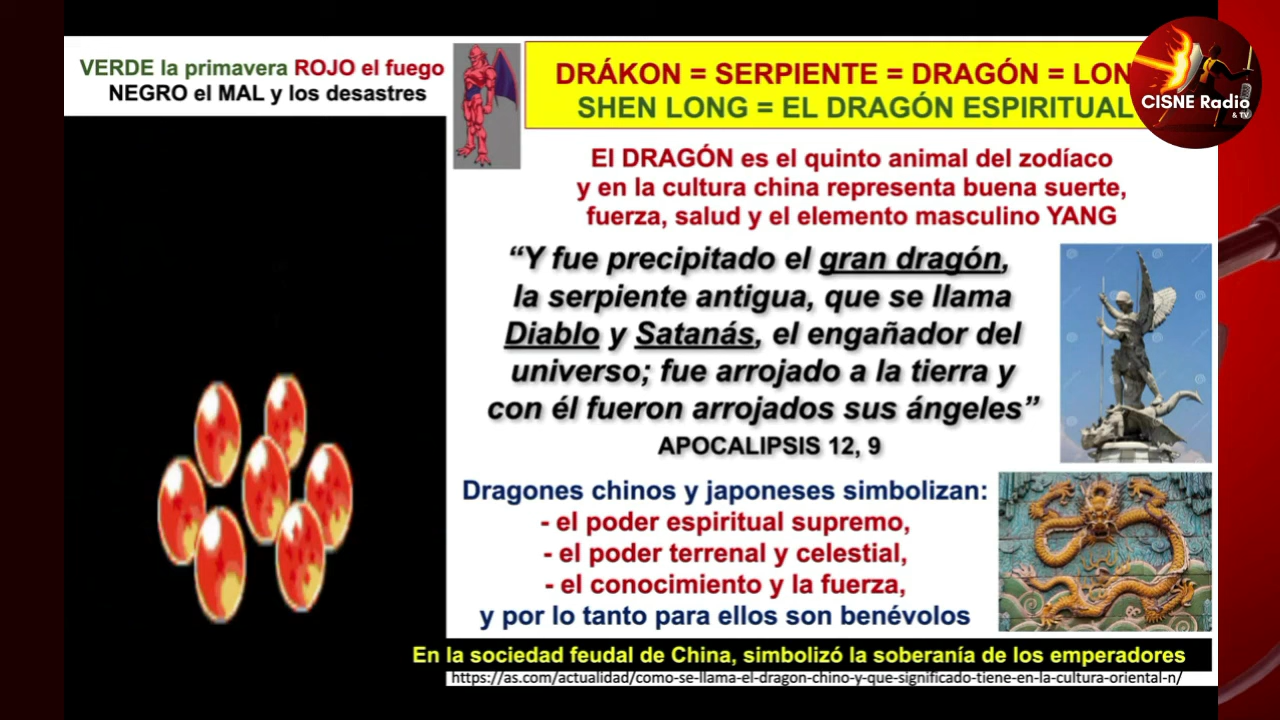 VERDE la primavera ROJO el fuego
NEGRO el MAL y los desastres
DRÁKON = SERPIENTE = DRAGÓN = LON
SHEN LONG = EL DRAGÓN ESPIRITUAL
CISNE Radio
& TV
El DRAGÓN es el quinto animal del zodíaco
y en la cultura china representa buena suerte,
fuerza, salud y el elemento masculino YANG
“Y fue precipitado el gran dragón,
la serpiente antigua, que se llama
Diablo y Satanás, el engañador del
universo; fue arrojado a la tierra y
con él fueron arrojados sus ángeles”
APOCALIPSIS 12, 9
Dragones chinos y japoneses simbolizan:
- el poder espiritual supremo,
- el poder terrenal y celestial,
- el conocimiento y la fuerza,
y por lo tanto para ellos son benévolos
En la sociedad feudal de China, simbolizó la soberanía de los emperadores
https://as.com/actualidad/como-se-llama-el-dragon-chino-y-que-significado-tiene-en-la-cultura-oriental-n/